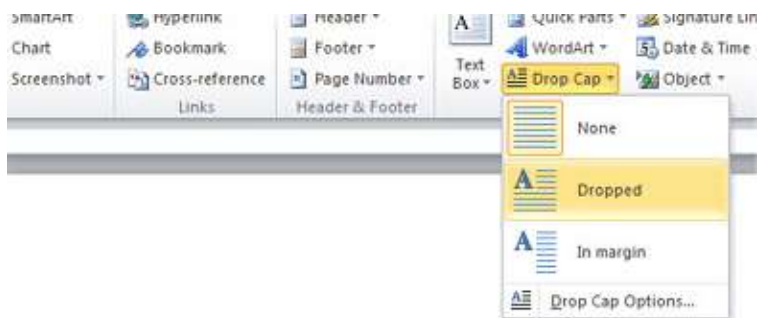 SmartArt
Hyperlink
Header
Quick Parts
Signature Lin
Chart
Bookmark
Footer
A
WordArt
5
Date & Time
Screenshot
Cross-reference
Page Number
Text
Box
A
Drop Cap
Object
Links
Header & Footer
None
A
Dropped
A
In margin
A
Drop Cap Options...